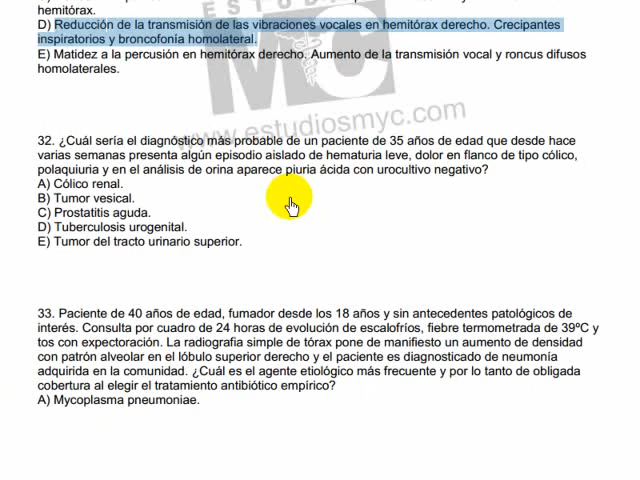 ESTUDI
MC
www.estudiosmyc.com
hemitórax.
D) Reducción de la transmisión de las vibraciones vocales en hemitórax derecho. Crecipantes
inspiratorios y broncofonía homolateral.
E) Matidez a la percusión en hemitórax derecho. Aumento de la transmisión vocal y roncus difusos
homolaterales.
32. ¿Cuál sería el diagnóstico más probable de un paciente de 35 años de edad que desde hace
varias semanas presenta algún episodio aislado de hematuria leve, dolor en flanco de tipo cólico,
polaquiuria y en el análisis de orina aparece piuria ácida con urocultivo negativo?
A) Cólico renal.
B) Tumor vesical.
C) Prostatitis aguda.
D) Tuberculosis urogenital.
E) Tumor del tracto urinario superior.
33. Paciente de 40 años de edad, fumador desde los 18 años y sin antecedentes patológicos de
interés. Consulta por cuadro de 24 horas de evolución de escalofríos, fiebre termometrada de 39ºC y
tos con expectoración. La radiografía simple de tórax pone de manifiesto un aumento de densidad
con patrón alveolar en el lóbulo superior derecho y el paciente es diagnosticado de neumonía
adquirida en la comunidad. ¿Cuál es el agente etiológico más frecuente y por lo tanto de obligada
cobertura al elegir el tratamiento antibiótico empírico?
A) Mycoplasma pneumoniae.